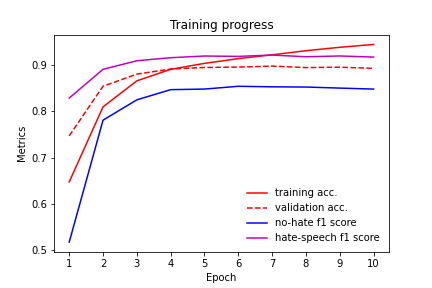 Training progress
Metrics
0.9
0.8
0.7
0.6
0.5
training acc.
validation acc.
no-hate f1 score
hate-speech f1 score
1 2 3 4 5 6 7 8 9 10
Epoch